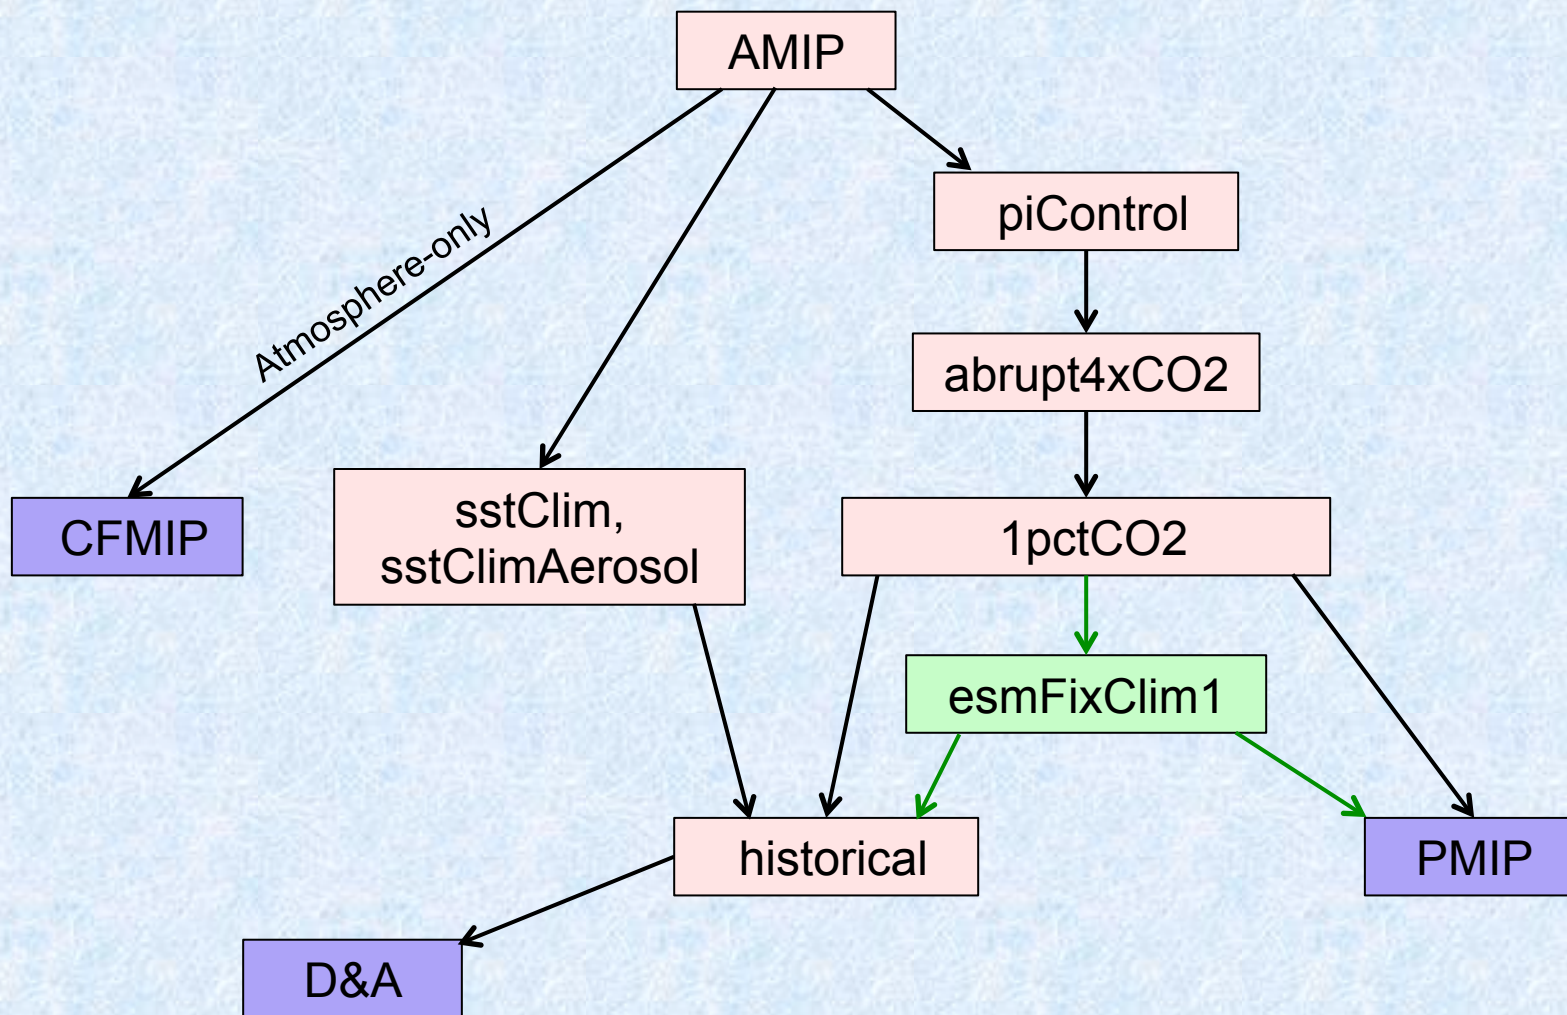 AMIP
piControl
Atmosphere-only
abrupt4xCO2
CFMIP
sstClim,
sstClimAerosol
1pctCO2
esmFixClim1
historical
PMIP
D&A